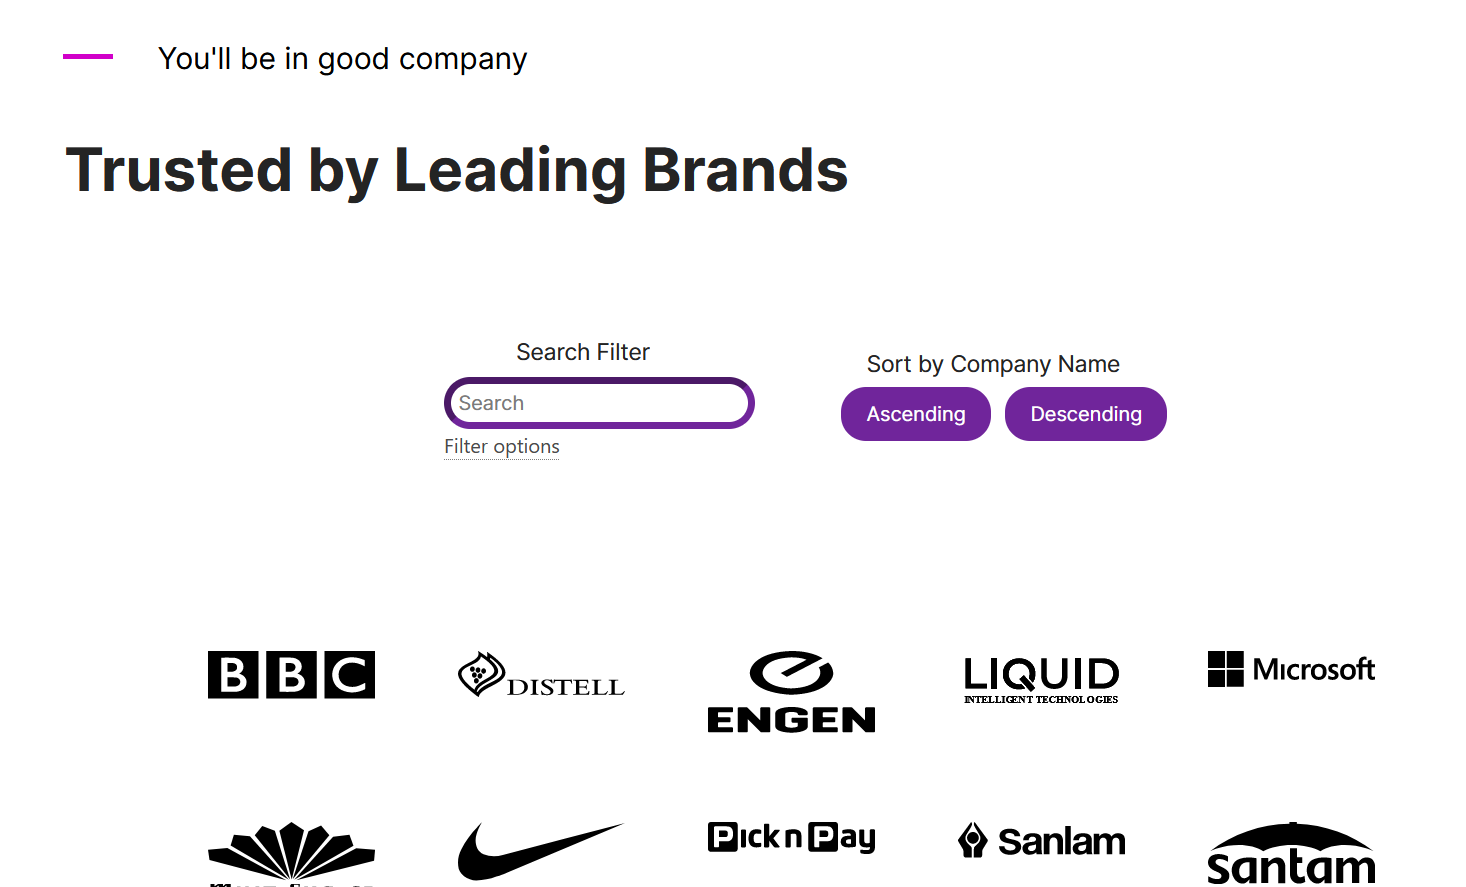 You'll be in good company
Trusted by Leading Brands
Search Filter
Search
Filter options
Sort by Company Name
Ascending Descending
BBC
DISTELL
ENGEN
LIQUID
INTELLIGENT TECHNOLOGIES
Microsoft
Pick n Pay
Sanlam
santam